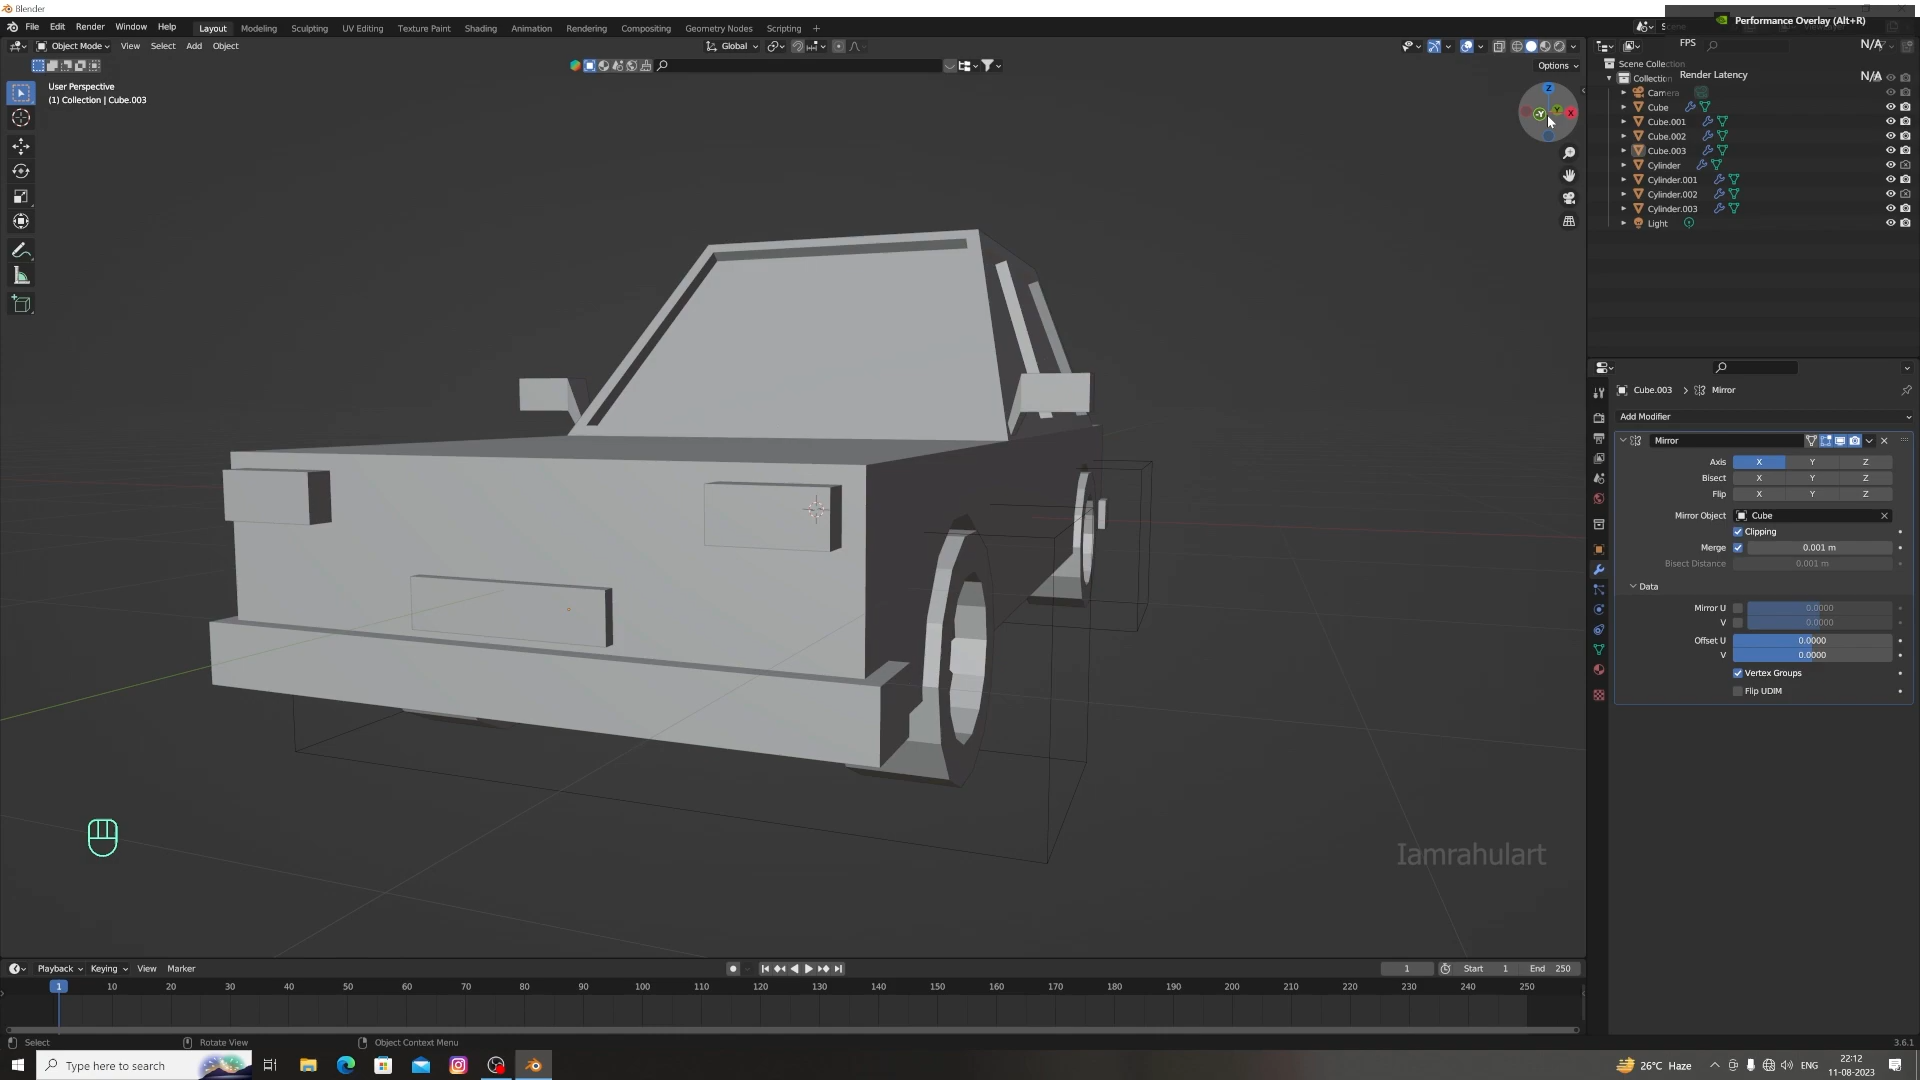 Blender
Performance Overlay (Alt+R)
File Edit Render Window Help
Layout Modeling Sculpting UV Editing Texture Paint Shading Animation Rendering Compositing Geometry Nodes Scripting +
FPS N/A
Object Mode View Select Add Object
Global
Options
Render Latency N/A
User Perspective
(1) Collection | Cube.003
Z
-Y Y X
Scene Collection
Collection
Camera
Cube
Cube.001
Cube.002
Cube.003
Cylinder
Cylinder.001
Cylinder.002
Cylinder.003
Light
Cube.003 > Mirror
Add Modifier
Mirror
Axis X Y Z
Bisect X Y Z
Flip X Y Z
Mirror Object Cube
Clipping
Merge 0.001 m
Bisect Distance 0.001 m
Data
Mirror U 0.0000
V 0.0000
Offset U 0.0000
V 0.0000
Vertex Groups
Flip UDIM
Iamrahulart
Playback Keying View Marker
1 Start 1 End 250
1 10 20 30 40 50 60 70 80 90 100 110 120 130 140 150 160 170 180 190 200 210 220 230 240 250
Select Rotate View Object Context Menu 3.6.1
Type here to search
26°C Haze ENG 22:12
11-08-2023